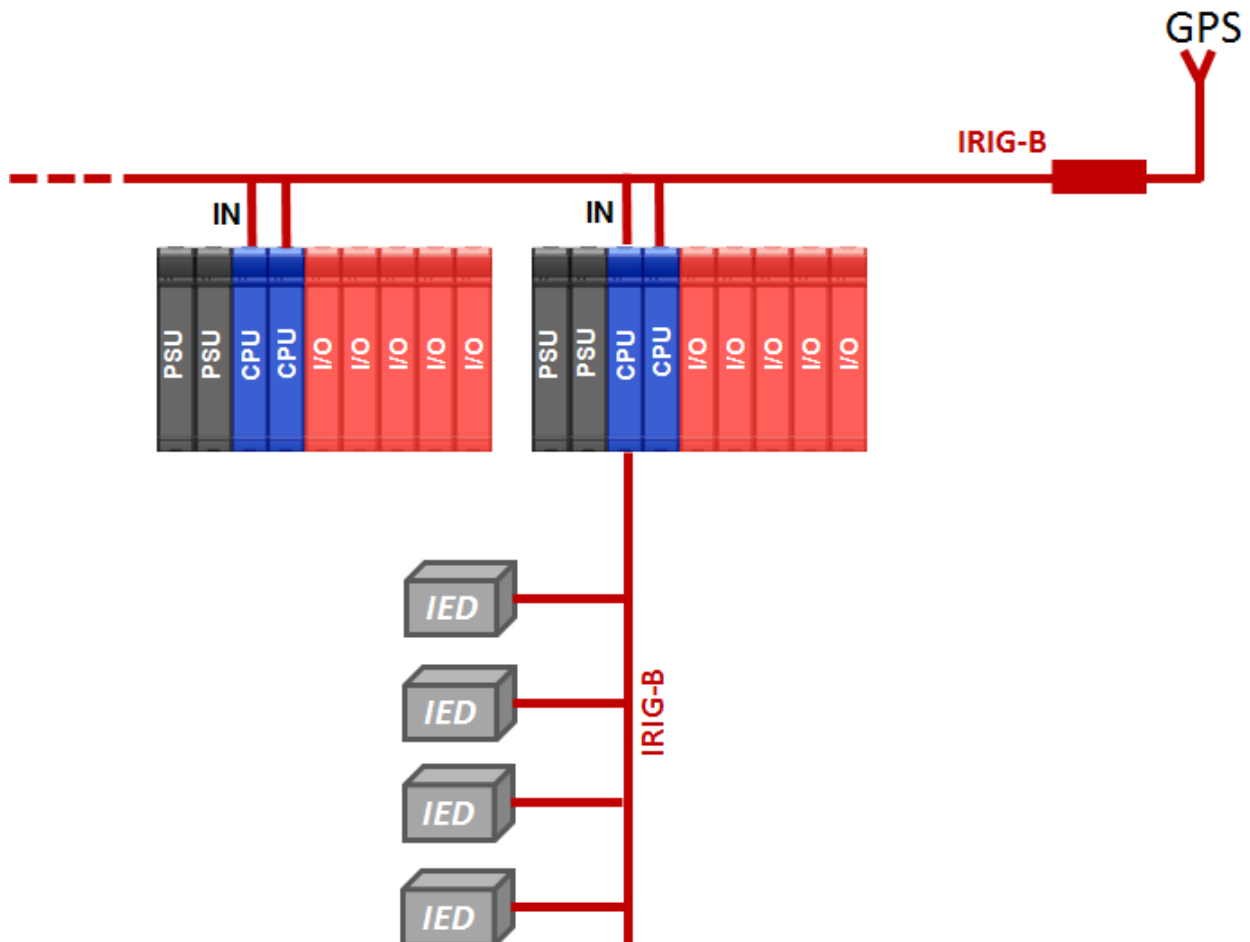 GPS
IRIG-B
IN
IN
PSU
PSU
CPU
CPU
I/O
I/O
I/O
I/O
I/O
PSU
PSU
CPU
CPU
I/O
I/O
I/O
I/O
I/O
IED
IRIG-B
IED
IED
IED